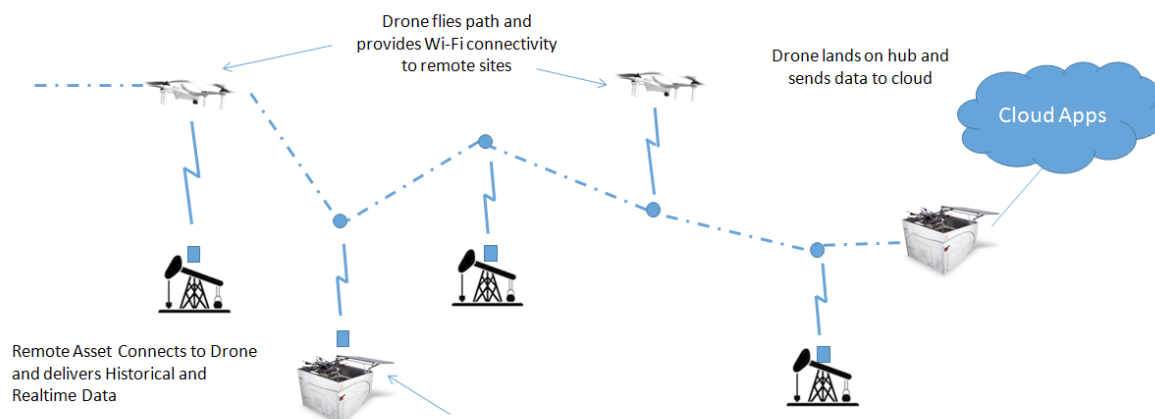 Drone flies path and
provides Wi-Fi connectivity
to remote sites
Drone lands on hub and
sends data to cloud
Cloud Apps
Remote Asset Connects to Drone
and delivers Historical and
Realtime Data